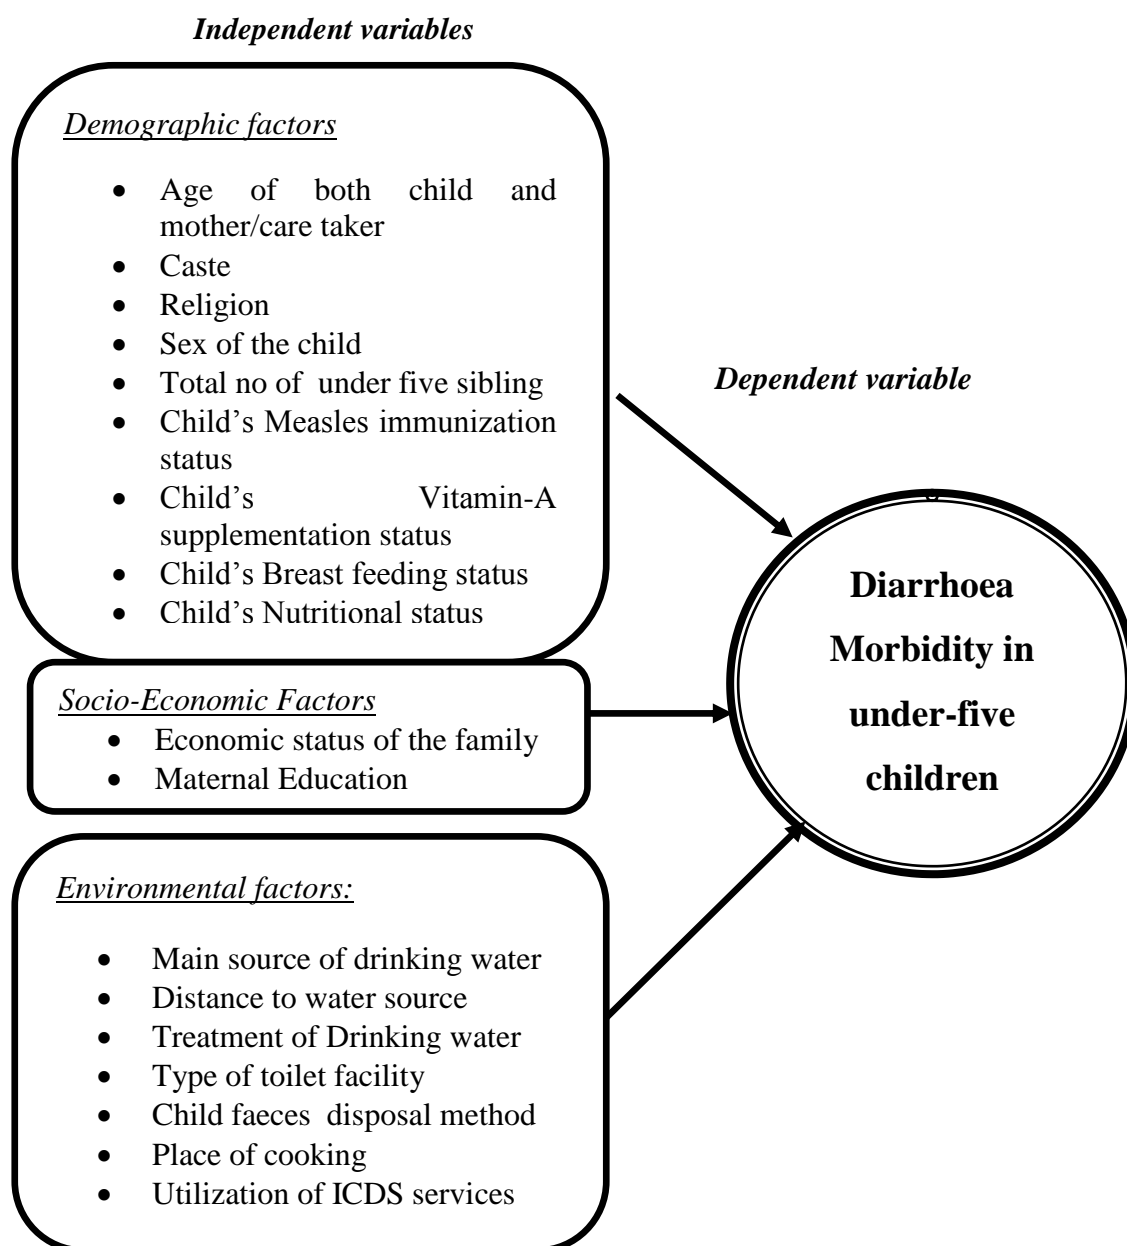 Independent variables
Demographic factors
• Age of both child and
mother/care taker
• Caste
• Religion
• Sex of the child
• Total no of under five sibling
• Child’s Measles immunization
status
• Child’s Vitamin-A
supplementation status
• Child’s Breast feeding status
• Child’s Nutritional status
Socio-Economic Factors
• Economic status of the family
• Maternal Education
Environmental factors:
• Main source of drinking water
• Distance to water source
• Treatment of Drinking water
• Type of toilet facility
• Child faeces disposal method
• Place of cooking
• Utilization of ICDS services
Dependent variable
Diarrhoea
Morbidity in
under-five
children